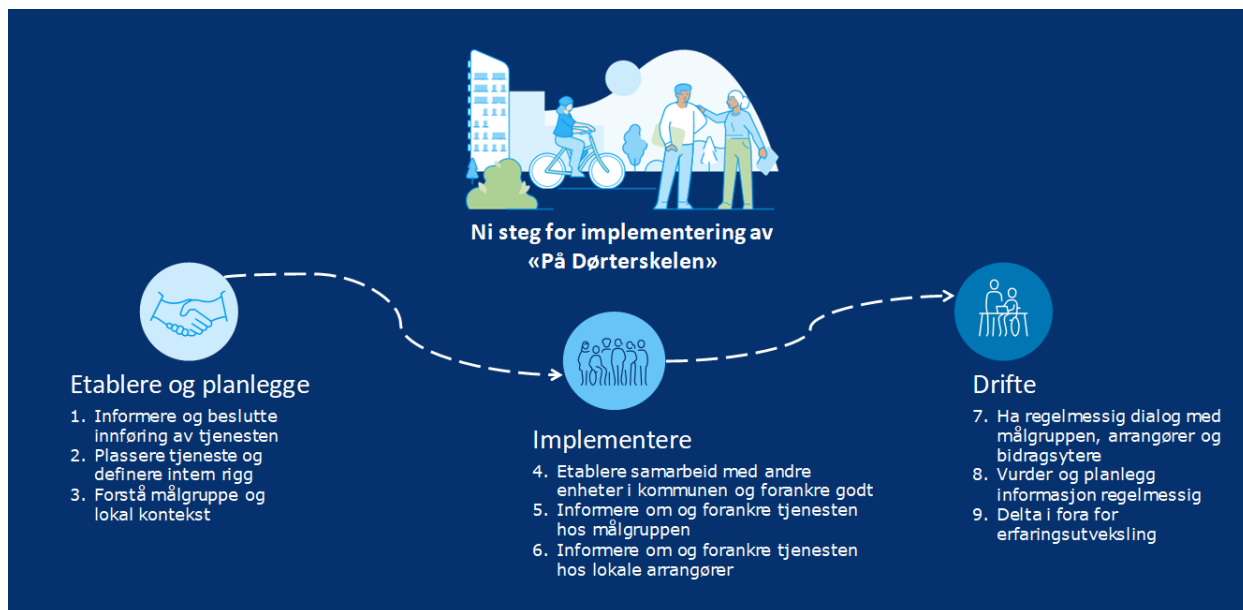 Ni steg for implementering av
«På Dørterskelen»
Etablere og planlegge
1. Informere og beslutte
innføring av tjenesten
2. Plassere tjeneste og
definere intern rigg
3. Forstå målgruppe og
lokal kontekst
Implementere
4. Etablere samarbeid med andre
enheter i kommunen og forankre godt
5. Informere om og forankre tjenesten
hos målgruppen
6. Informere om og forankre tjenesten
hos lokale arrangører
Drifte
7. Ha regelmessig dialog med
målgruppen, arrangører og
bidragsytere
8. Vurder og planlegg
informasjon regelmessig
9. Delta i fora for
erfaringsutveksling